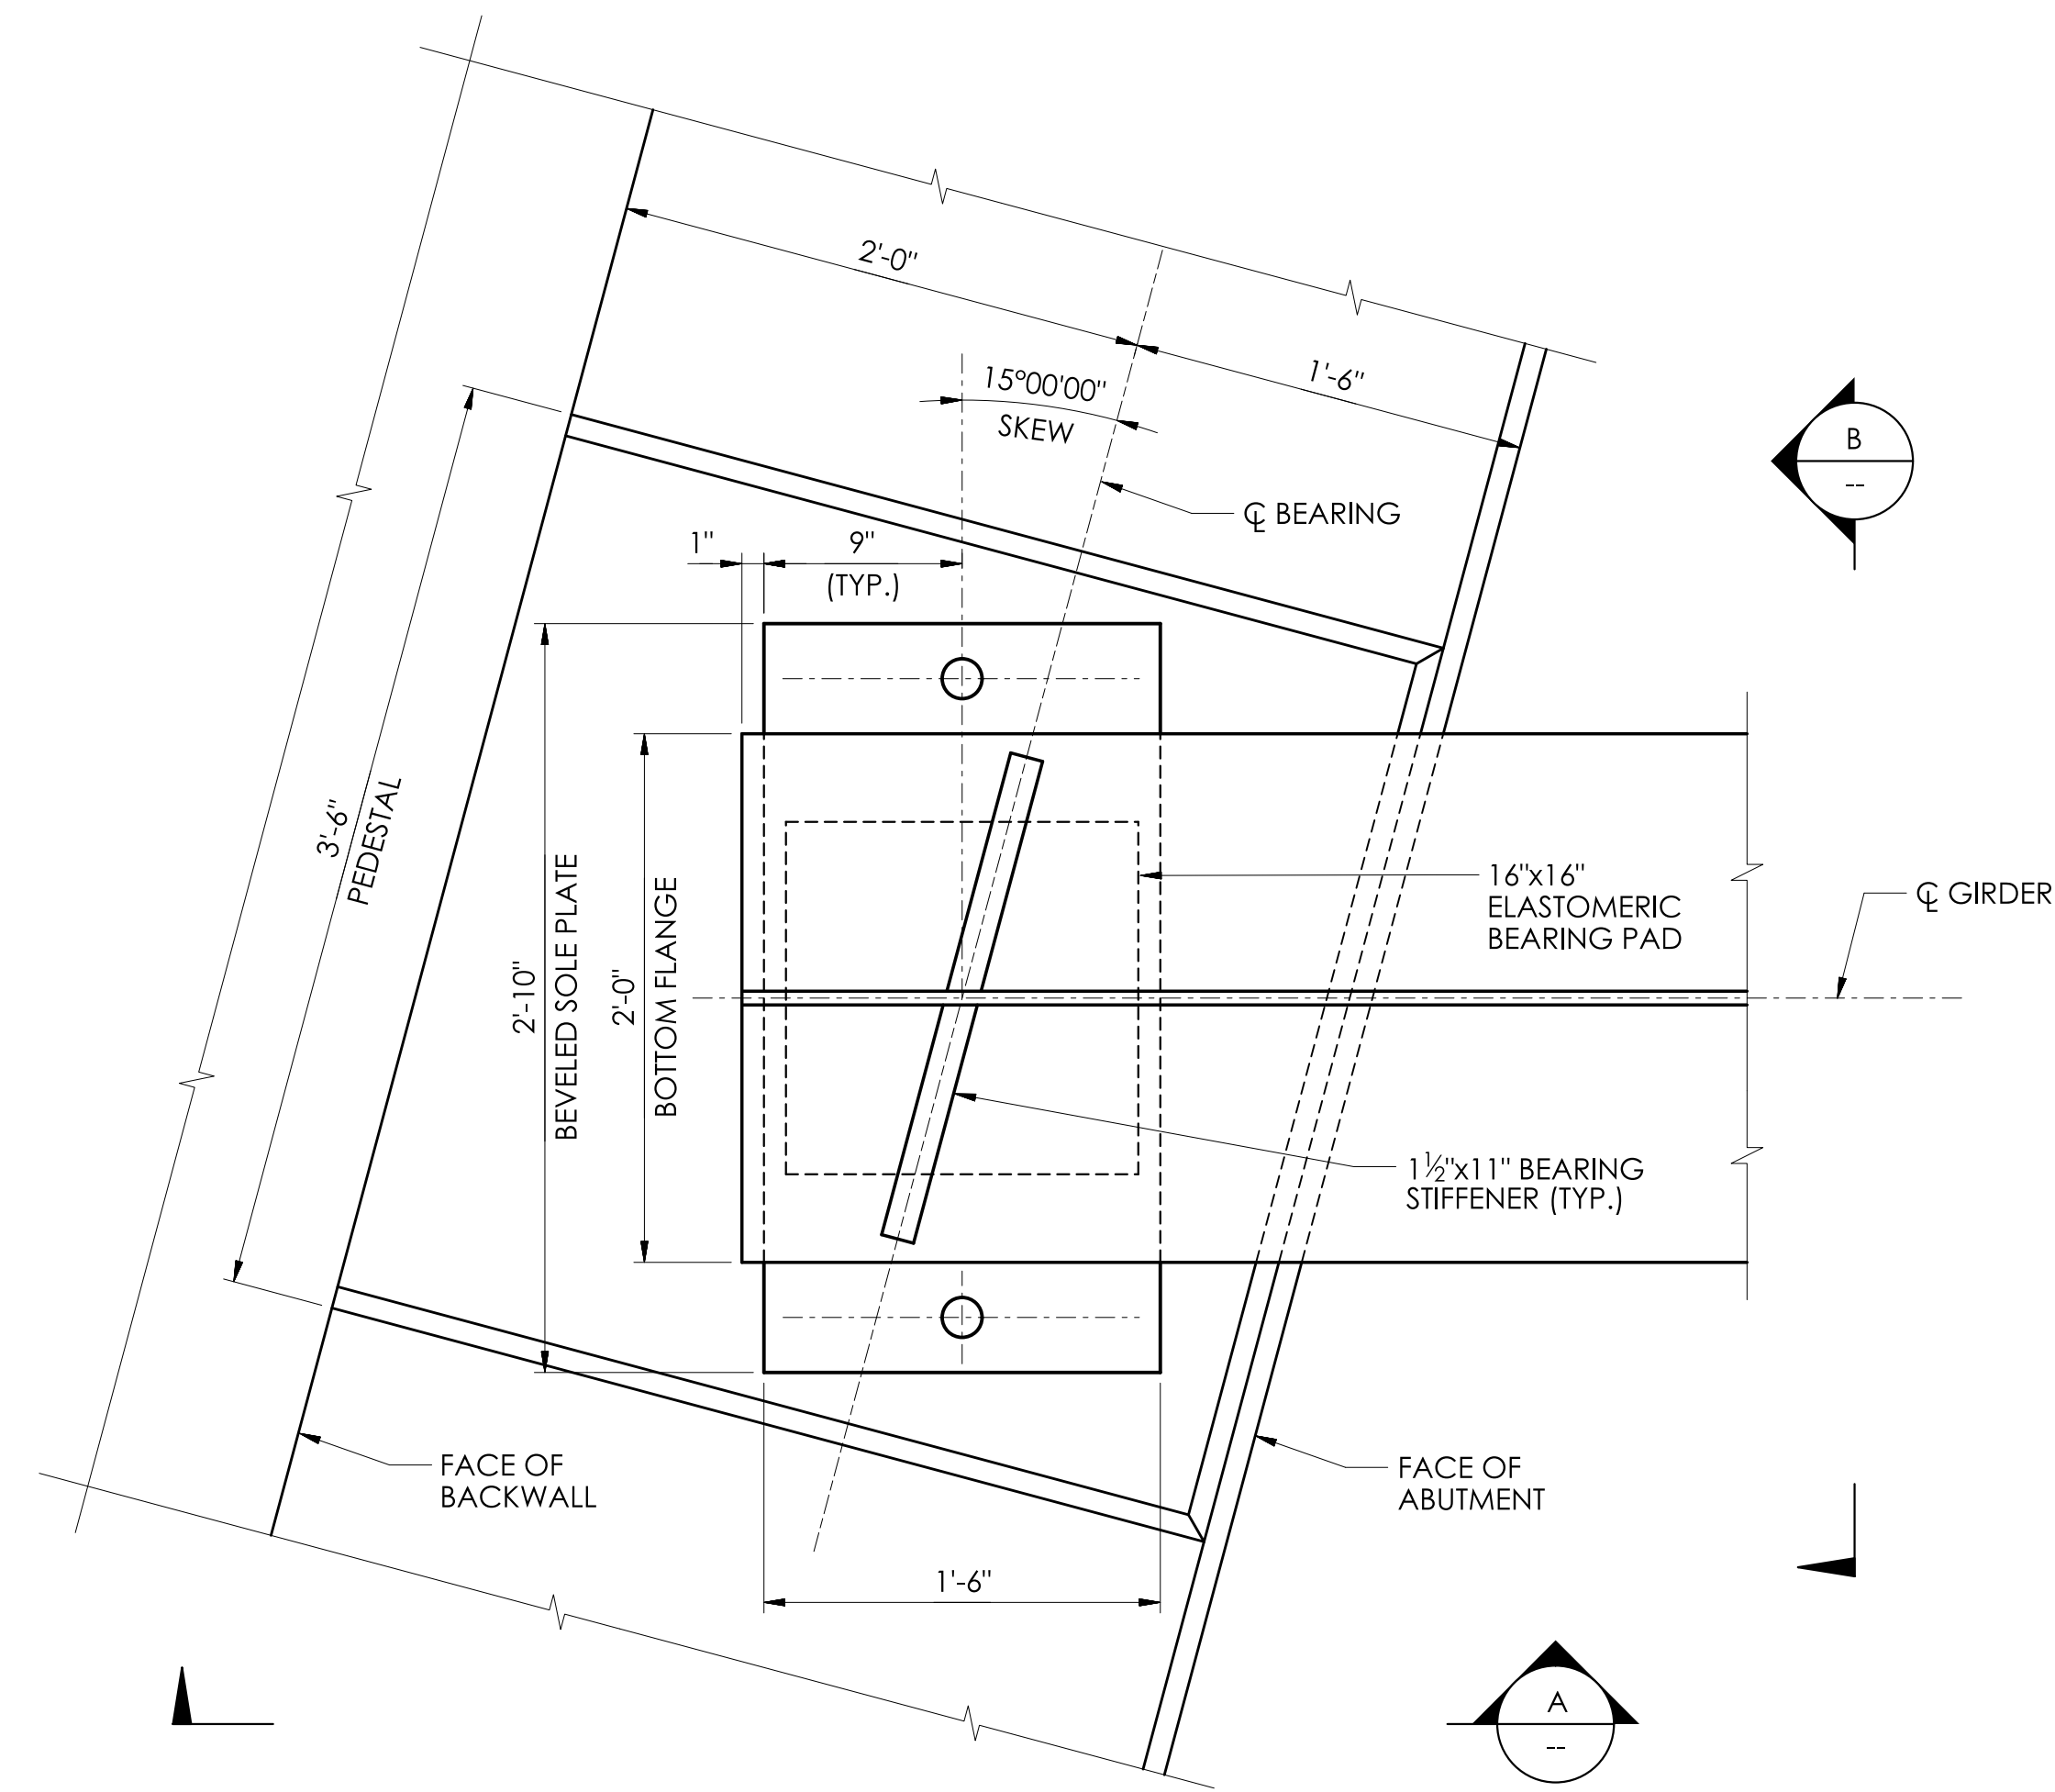 2'-0"
15°00'00"
SKEW
1'-6"
B
--
℄ BEARING
1"
9"
(TYP.)
3'-6"
PEDESTAL
2'-10"
BEVELED SOLE PLATE
2'-0"
BOTTOM FLANGE
16"x16"
ELASTOMERIC
BEARING PAD
℄ GIRDER
1½"x11" BEARING
STIFFENER (TYP.)
FACE OF
BACKWALL
FACE OF
ABUTMENT
1'-6"
A
--